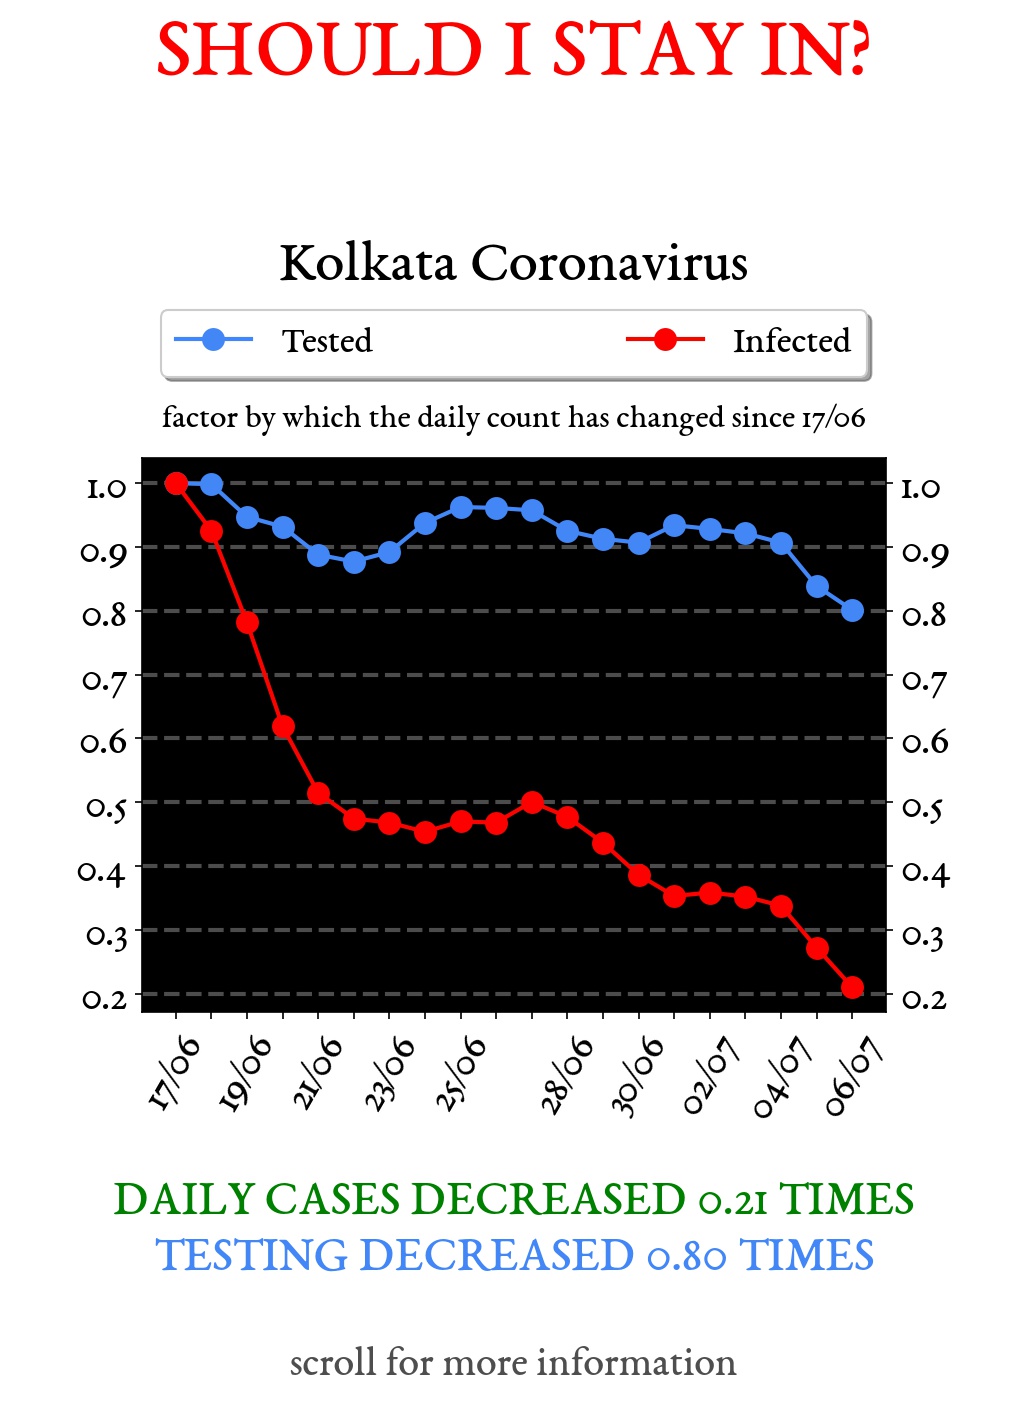 SHOULD I STAY IN?
Kolkata Coronavirus
Tested Infected
factor by which the daily count has changed since 17/06
1.0 1.0
0.9 0.9
0.8 0.8
0.7 0.7
0.6 0.6
0.5 0.5
0.4 0.4
0.3 0.3
0.2 0.2
17/06 19/06 21/06 23/06 25/06 28/06 30/06 02/07 04/07 06/07
DAILY CASES DECREASED 0.21 TIMES
TESTING DECREASED 0.80 TIMES
scroll for more information